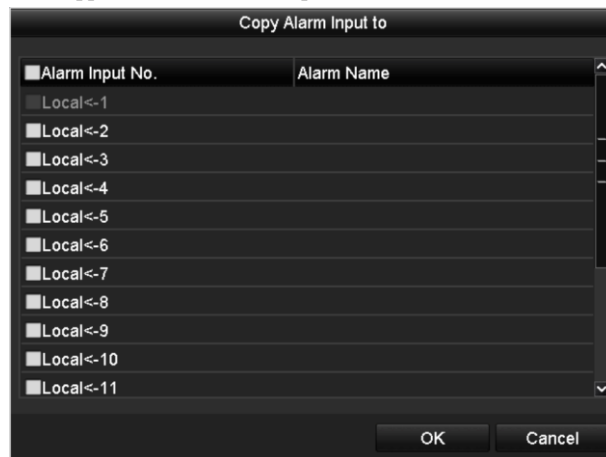 Copy Alarm Input to
Alarm Input No. Alarm Name
Local<-1
Local<-2
Local<-3
Local<-4
Local<-5
Local<-6
Local<-7
Local<-8
Local<-9
Local<-10
Local<-11
OK Cancel